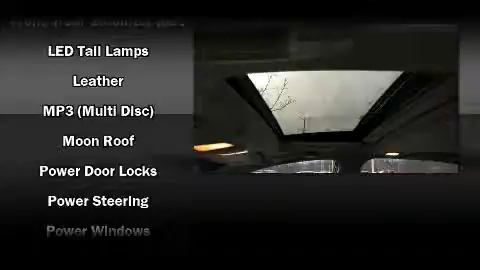 LED Tail Lamps
Leather
MP3 (Multi Disc)
Moon Roof
Power Door Locks
Power Steering
Power Windows